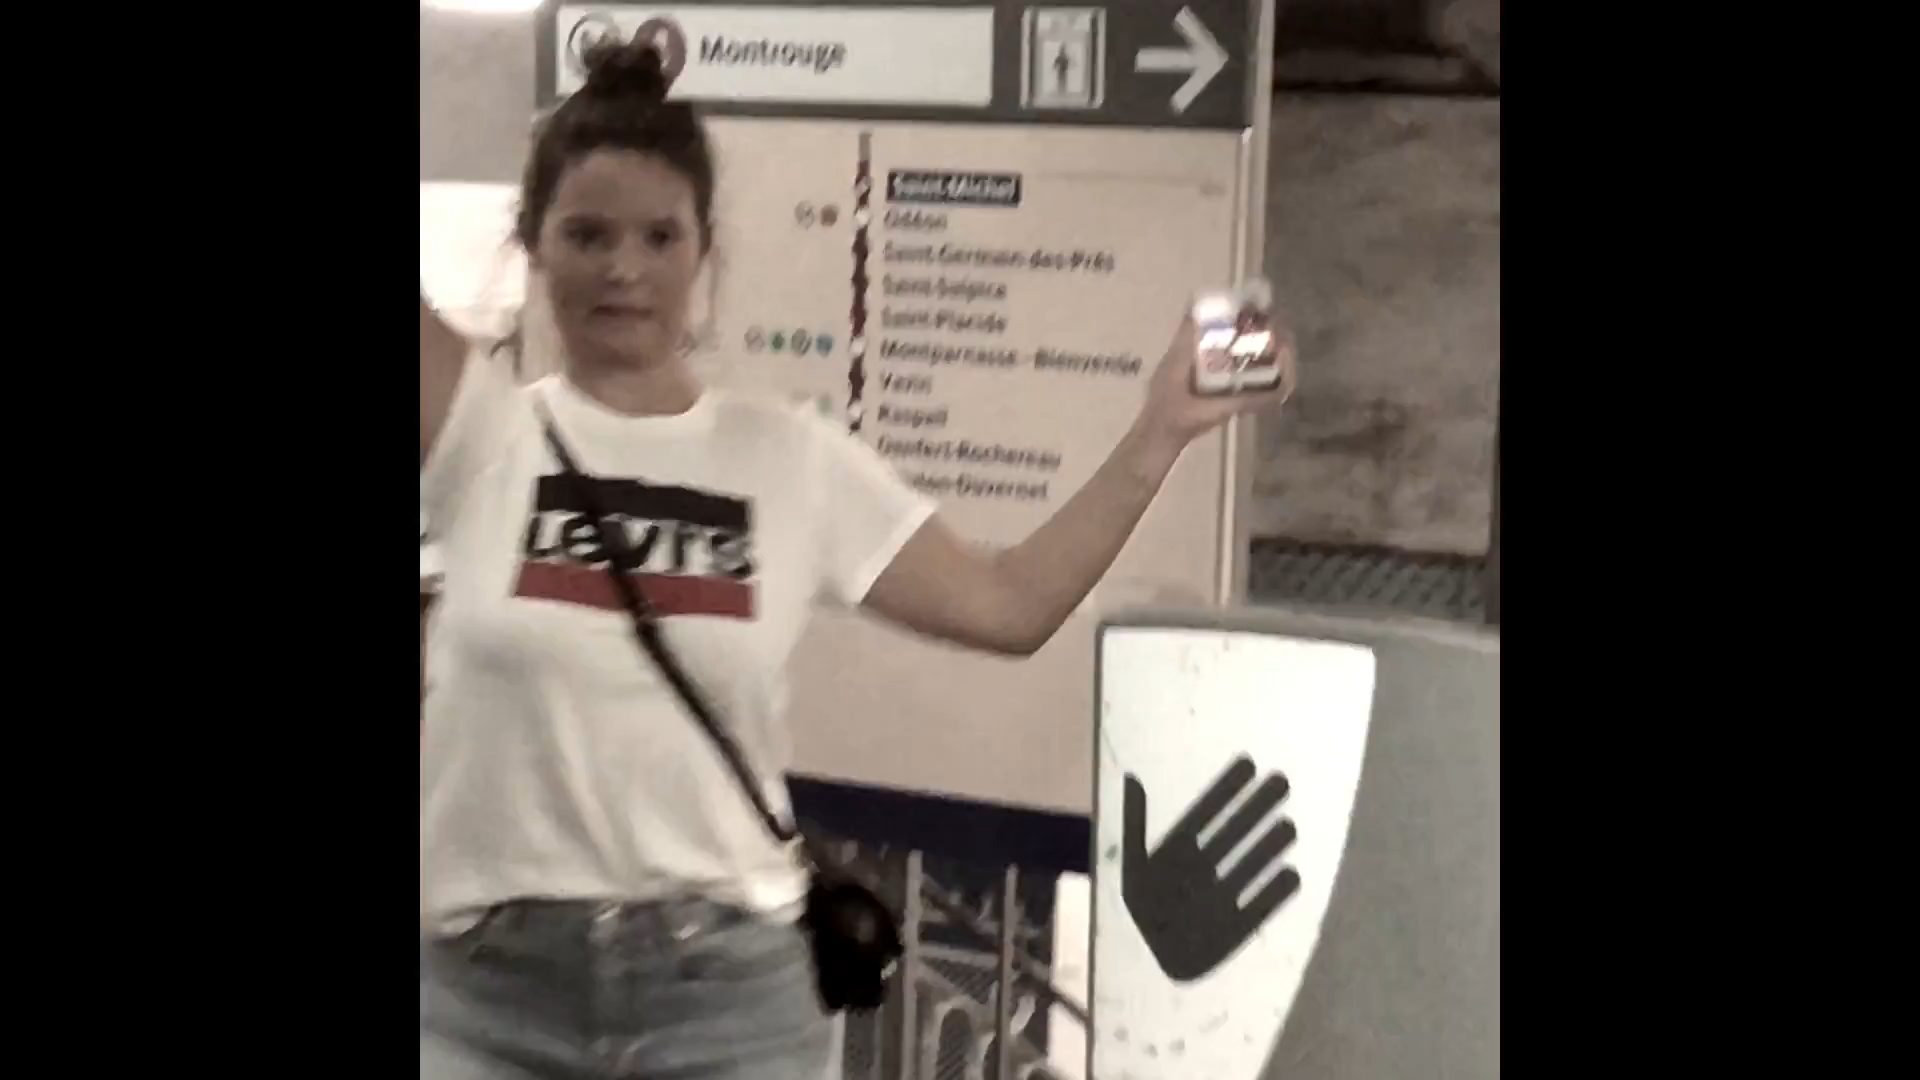 Montrouge
Saint-Michel
Odéon
Saint-Germain-des-Prés
Saint-Sulpice
Saint-Placide
Montparnasse - Bienvenüe
Vavin
Raspail
Denfert-Rochereau
Levi's